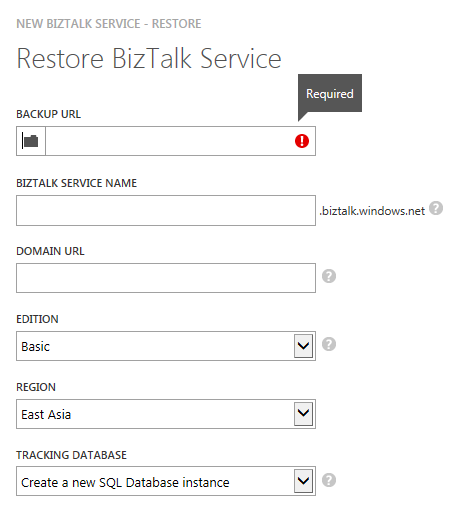 NEW BIZTALK SERVICE - RESTORE
Restore BizTalk Service
Required
BACKUP URL
BIZTALK SERVICE NAME
.biztalk.windows.net
DOMAIN URL
EDITION
Basic
REGION
East Asia
TRACKING DATABASE
Create a new SQL Database instance